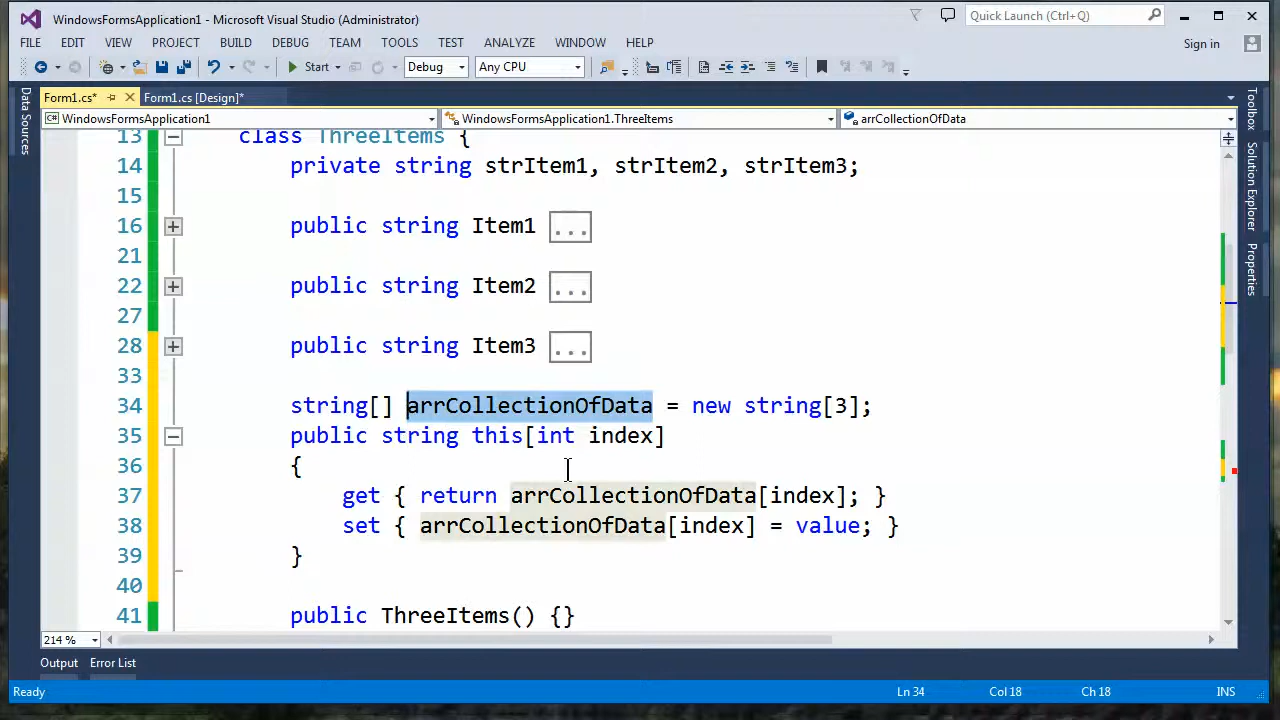 WindowsFormsApplication1 - Microsoft Visual Studio (Administrator)
Quick Launch (Ctrl+Q)
FILE EDIT VIEW PROJECT BUILD DEBUG TEAM TOOLS TEST ANALYZE WINDOW HELP
Sign in
Start Debug Any CPU
Data Sources
Form1.cs* Form1.cs [Design]*
WindowsFormsApplication1 WindowsFormsApplication1.ThreeItems arrCollectionOfData
13 class ThreeItems {
14 private string strItem1, strItem2, strItem3;
15
16 public string Item1 ...
21
22 public string Item2 ...
27
28 public string Item3 ...
33
34 string[] arrCollectionOfData = new string[3];
35 public string this[int index]
36 {
37 get { return arrCollectionOfData[index]; }
38 set { arrCollectionOfData[index] = value; }
39 }
40
41 public ThreeItems() {}
Toolbox
Solution Explorer
Properties
214 %
Output Error List
Ready Ln 34 Col 18 Ch 18 INS